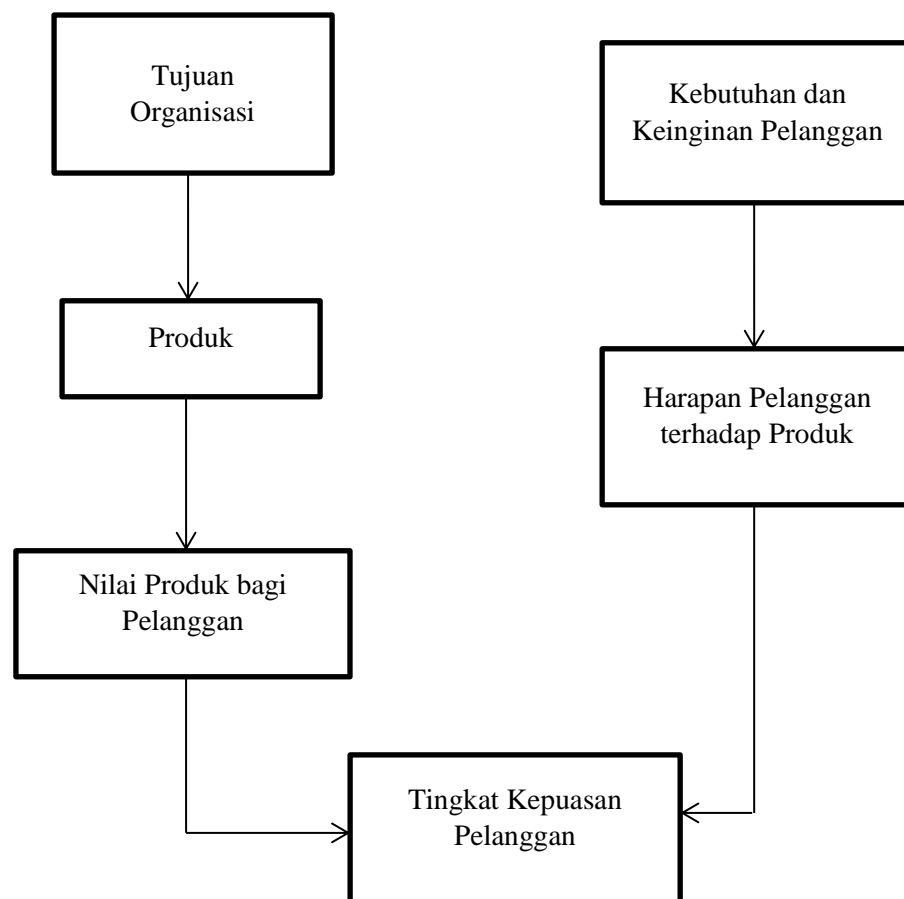 Tujuan
Organisasi
Kebutuhan dan
Keinginan Pelanggan
Produk
Harapan Pelanggan
terhadap Produk
Nilai Produk bagi
Pelanggan
Tingkat Kepuasan
Pelanggan